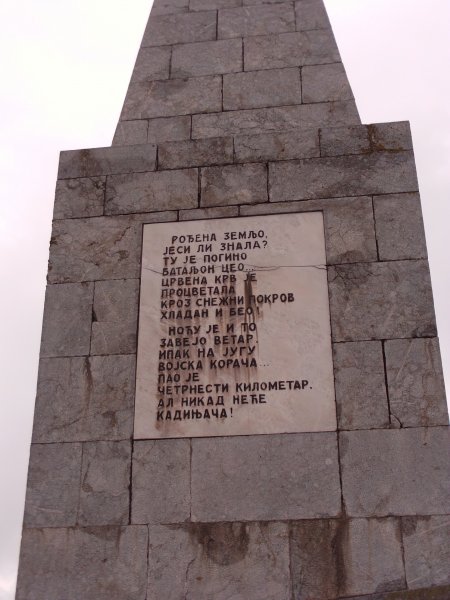 РОЂЕНА ЗЕМЉО,
ЈЕСИ ЛИ ЗНАЛА?
ТУ ЈЕ ПОГИНО
БАТАЉОН ЦЕО...
ЦРВЕНА КРВ ЈЕ
ПРОЦВЕТАЛА
КРОЗ СНЕЖНИ ПОКРОВ
ХЛАДАН И БЕО!
НОЋУ ЈЕ И ТО
ЗАВЕЈО ВЕТАР.
ИПАК НА ЈУГУ
ВОЈСКА КОРАЧА...
ПАО ЈЕ
ЧЕТРНЕСТИ КИЛОМЕТАР.
АЛ НИКАД НЕЋЕ
КАДИЊАЧА!